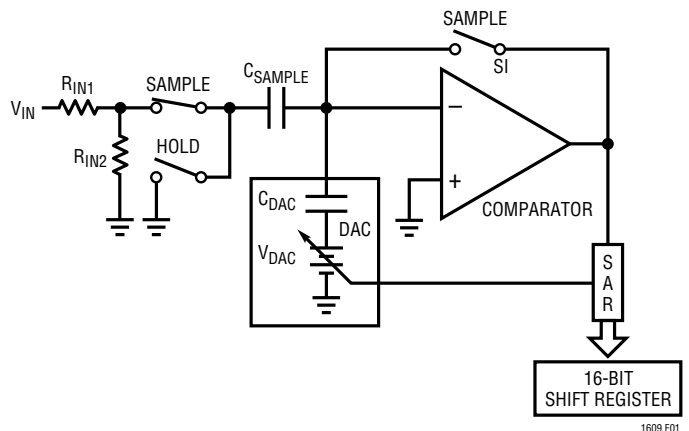 SAMPLE
SI
R_IN1
V_IN
SAMPLE
C_SAMPLE
R_IN2
HOLD
−
+
COMPARATOR
C_DAC
DAC
V_DAC
S
A
R
16-BIT
SHIFT REGISTER
1609 F01